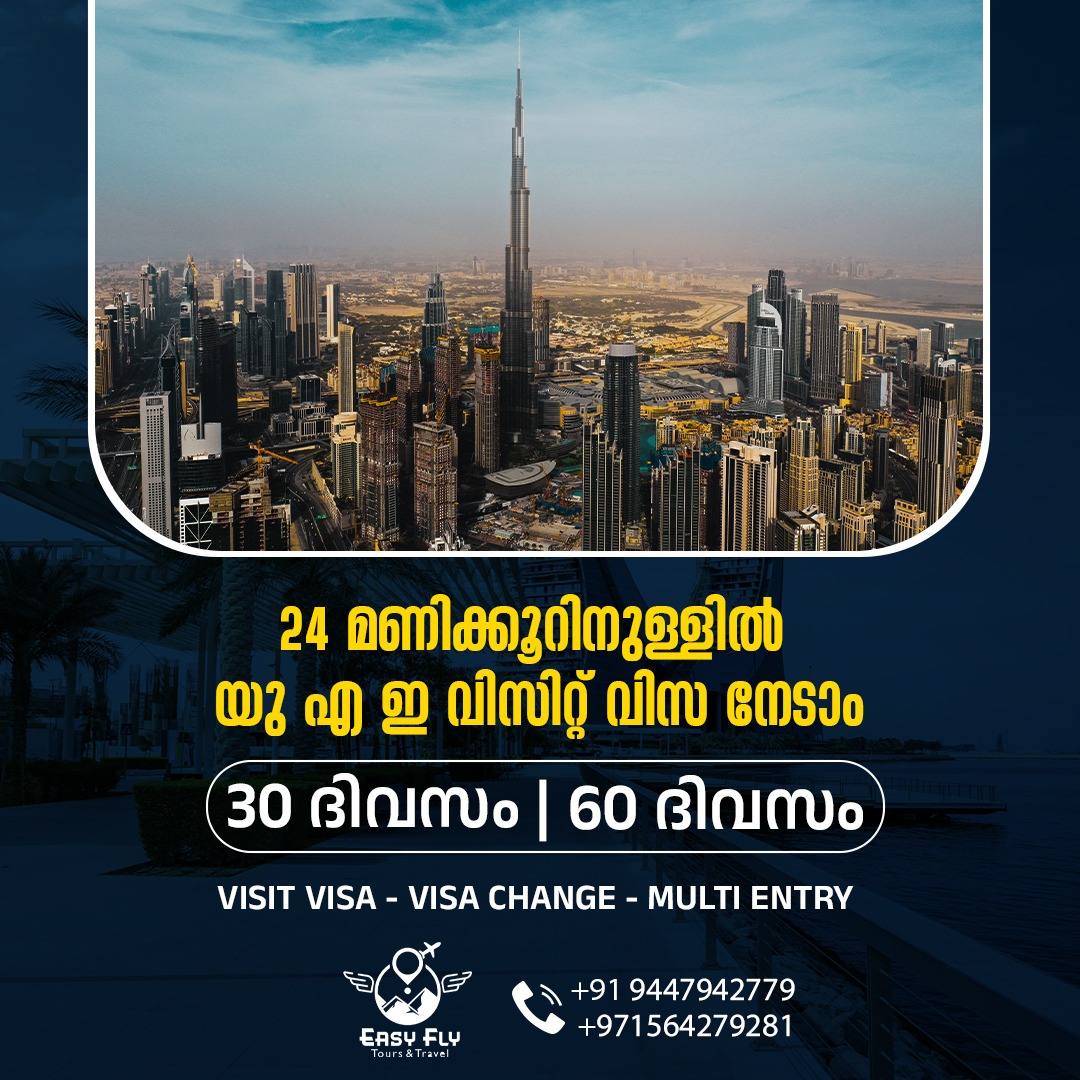 24 മണിക്കൂറിനുള്ളിൽ
യു എ ഇ വിസിറ്റ് വിസ നേടാം
30 ദിവസം | 60 ദിവസം
VISIT VISA - VISA CHANGE - MULTI ENTRY
EASY FLY
Tours & Travel
+91 9447942779
+971564279281